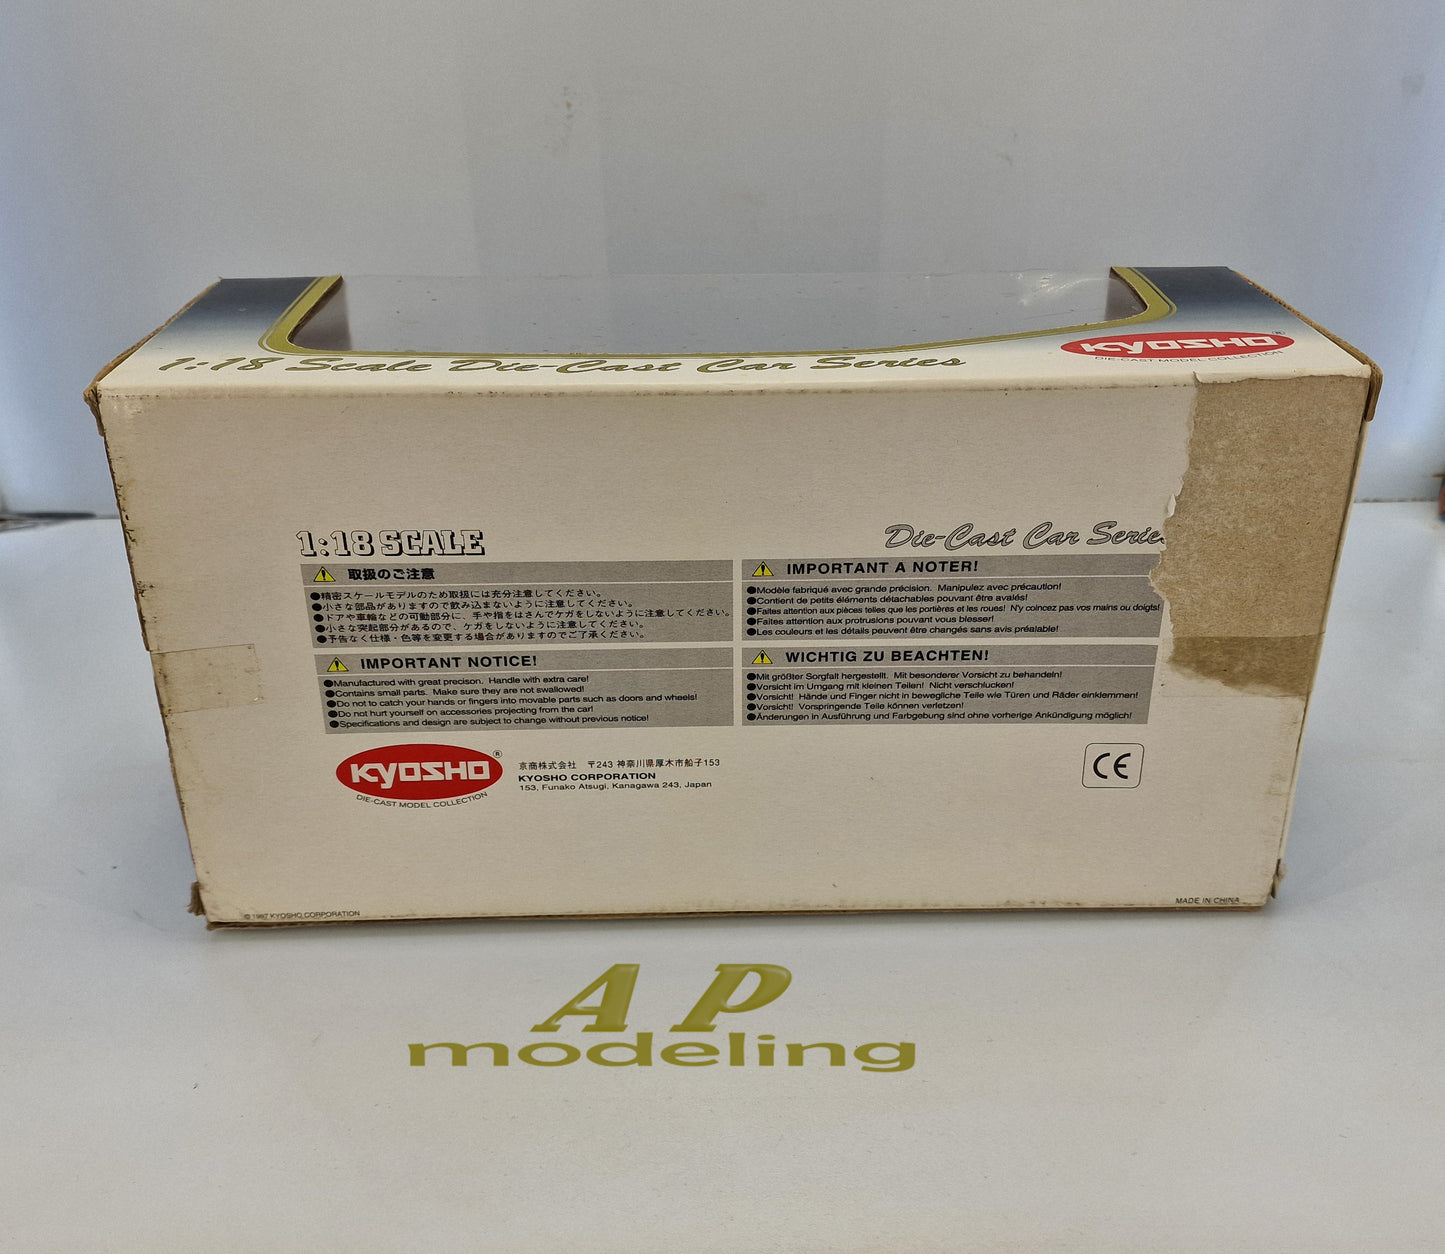 1:18 Scale Die-Cast Car Series
KYOSHO ®
DIE-CAST MODEL COLLECTION
1:18 SCALE
Die-Cast Car Serie
取扱のご注意
●精密スケールモデルのため取扱には充分注意してください。
●小さな部品がありますので飲み込まないように注意してください。
●ドアや車輪などの可動部分に、手や指をはさんでケガをしないように注意してください。
●小さな突起部分があるので、ケガをしないように注意してください。
●予告なく仕様・色等を変更する場合がありますのでご了承ください。
IMPORTANT A NOTER!
●Modèle fabriqué avec grande précision. Manipulez avec précaution!
●Contient de petits éléments détachables pouvant être avalés!
●Faites attention aux pièces telles que les portières et les roues! N'y coincez pas vos mains ou doigts!
●Faites attention aux protrusions pouvant vous blesser!
●Les couleurs et les détails peuvent être changés sans avis préalable!
IMPORTANT NOTICE!
●Manufactured with great precison. Handle with extra care!
●Contains small parts. Make sure they are not swallowed!
●Do not to catch your hands or fingers into movable parts such as doors and wheels!
●Do not hurt yourself on accessories projecting from the car!
●Specifications and design are subject to change without previous notice!
WICHTIG ZU BEACHTEN!
●Mit größter Sorgfalt hergestellt. Mit besonderer Vorsicht zu behandeln!
●Vorsicht im Umgang mit kleinen Teilen! Nicht verschlucken!
●Vorsicht! Hände und Finger nicht in bewegliche Teile wie Türen und Räder einklemmen!
●Vorsicht! Vorspringende Teile können verletzen!
●Änderungen in Ausführung und Farbgebung sind ohne vorherige Ankündigung möglich!
KYOSHO ®
DIE-CAST MODEL COLLECTION
京商株式会社 〒243 神奈川県厚木市船子153
KYOSHO CORPORATION
153, Funako Atsugi, Kanagawa 243, Japan
CE
© 1997 KYOSHO CORPORATION
MADE IN CHINA
AP
modeling